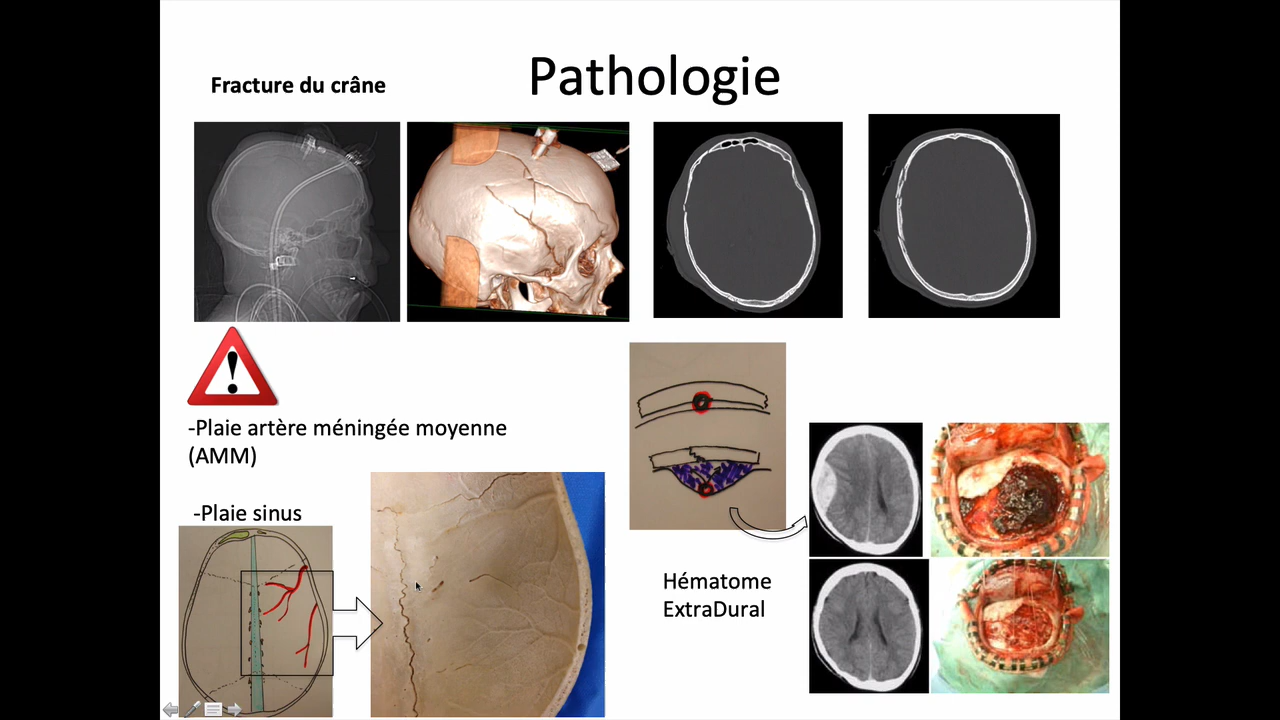 Pathologie
Fracture du crâne
-Plaie artère méningée moyenne
(AMM)
-Plaie sinus
Hématome
ExtraDural